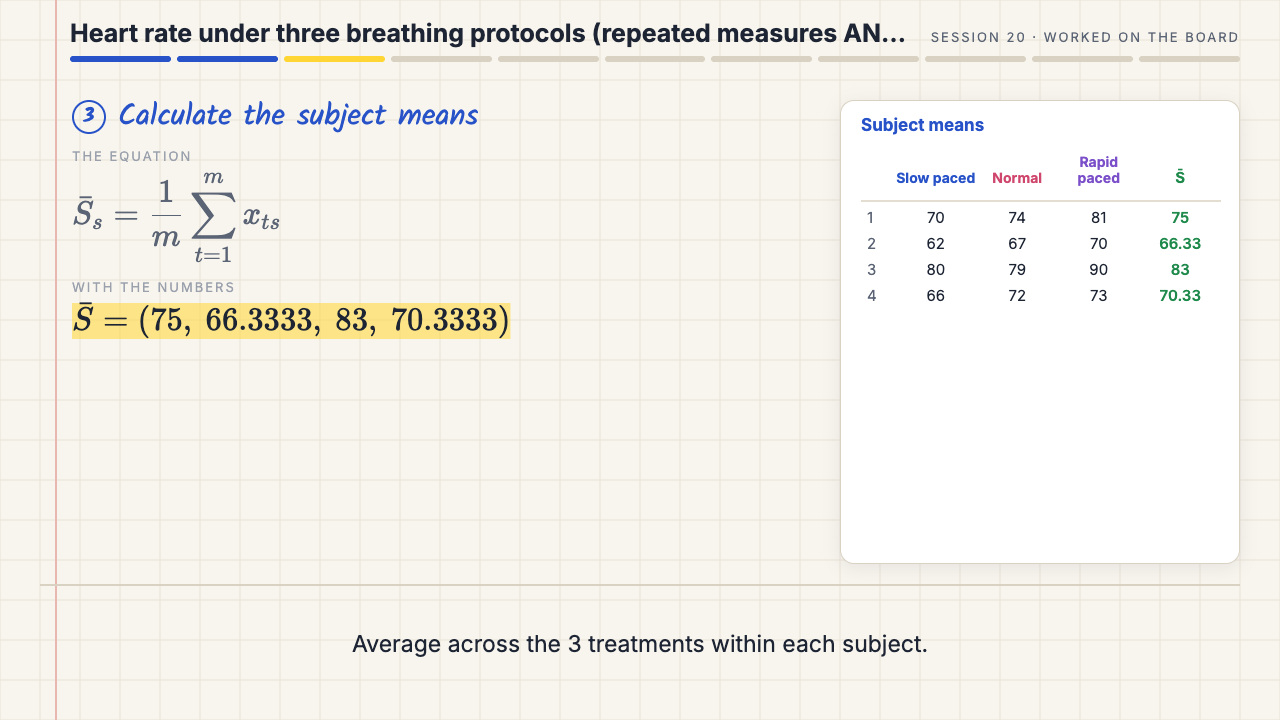 Heart rate under three breathing protocols (repeated measures AN…
SESSION 20 · WORKED ON THE BOARD
3 Calculate the subject means
THE EQUATION
S̄ₛ = 1/m ∑_{t=1}^{m} x_{ts}
WITH THE NUMBERS
S̄ = (75, 66.3333, 83, 70.3333)
Subject means
Slow paced Normal Rapid paced S̄
1 70 74 81 75
2 62 67 70 66.33
3 80 79 90 83
4 66 72 73 70.33
Average across the 3 treatments within each subject.